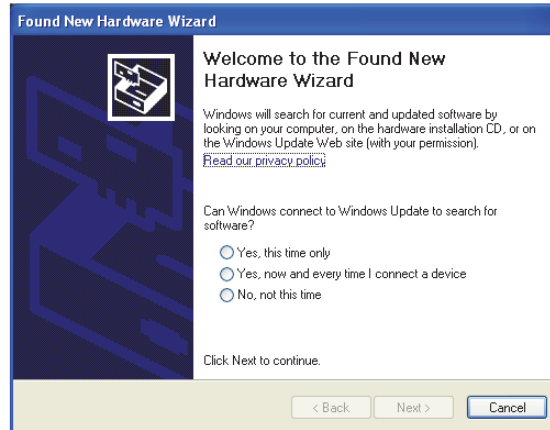 Found New Hardware Wizard
Welcome to the Found New
Hardware Wizard
Windows will search for current and updated software by
looking on your computer, on the hardware installation CD, or on
the Windows Update Web site (with your permission).
Read our privacy policy
Can Windows connect to Windows Update to search for
software?
Yes, this time only
Yes, now and every time I connect a device
No, not this time
Click Next to continue.
< Back Next > Cancel